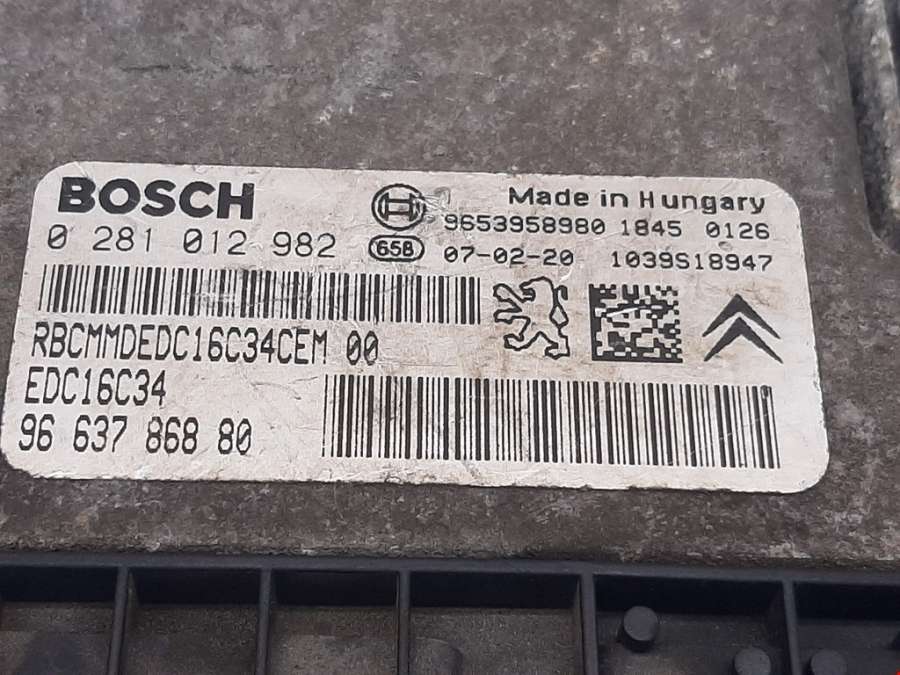 BOSCH
Made in Hungary
9653958980 1845 0126
0 281 012 982
658
07-02-20 1039S18947
RBCMMDEDC16C34CEM 00
EDC16C34
96 637 868 80